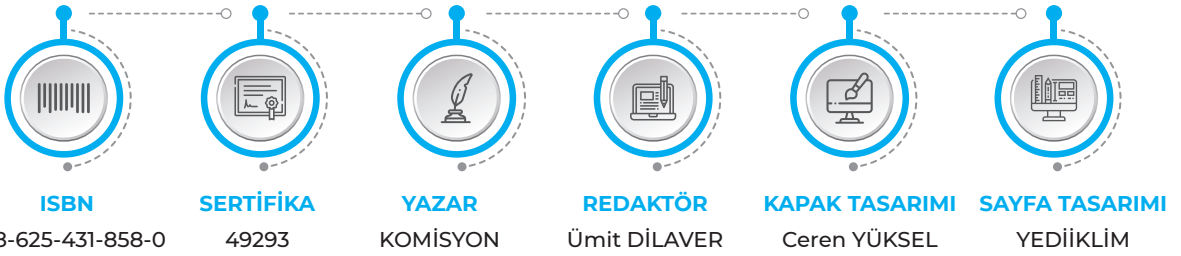 ISBN
SERTİFİKA
YAZAR
REDAKTÖR
KAPAK TASARIMI
SAYFA TASARIMI
8-625-431-858-0
49293
KOMİSYON
Ümit DİLAVER
Ceren YÜKSEL
YEDİİKLİM